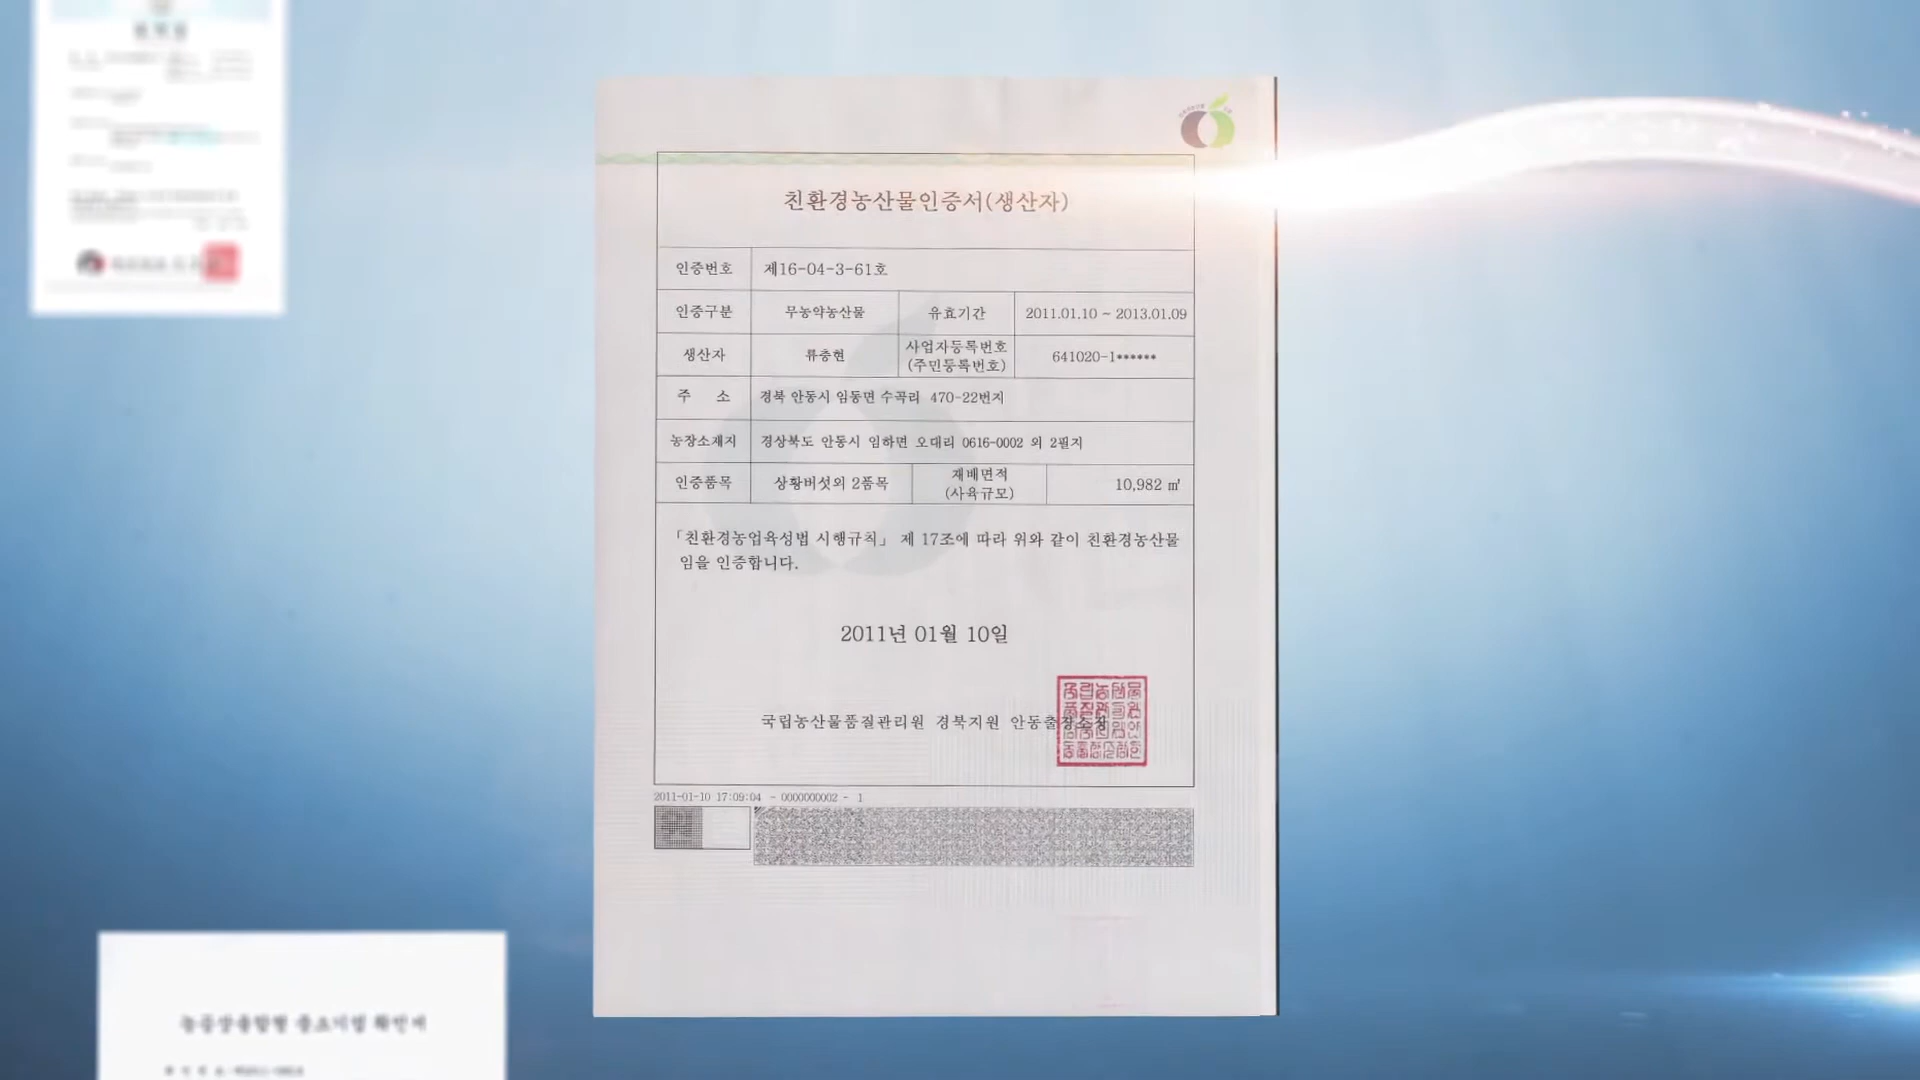 친환경농산물인증서(생산자)
인증번호 제16-04-3-61호
인증구분 무농약농산물 유효기간 2011.01.10 ~ 2013.01.09
생산자 류충현 사업자등록번호
(주민등록번호) 641020-1******
주 소 경북 안동시 임동면 수곡리 470-22번지
농장소재지 경상북도 안동시 임하면 오대리 0616-0002 외 2필지
인증품목 상황버섯외 2품목 재배면적
(사육규모) 10,982 ㎡
「친환경농업육성법 시행규칙」 제 17조에 따라 위와 같이 친환경농산물
임을 인증합니다.
2011년 01월 10일
국립농산물품질관리원 경북지원 안동출장소장
2011-01-10 17:09:04 - 0000000002 - 1